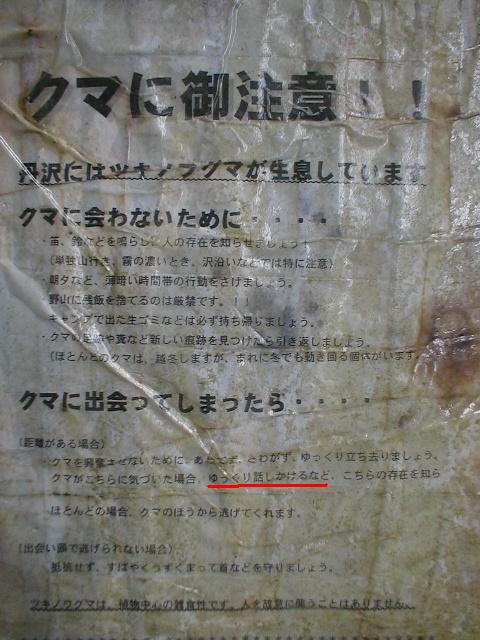 クマに御注意！！
丹沢にはツキノワグマが生息しています
クマに会わないために・・・・
・笛、鈴などを鳴らし、人の存在を知らせましょう！
（単独山行き、霧の濃いとき、沢沿いなどでは特に注意）
・朝夕など、薄暗い時間帯の行動をさけましょう。
・野山に残飯を捨てるのは厳禁です。！！
キャンプで出た生ゴミなどは必ず持ち帰りましょう。
・クマの足跡や糞など新しい痕跡を見つけたら引き返しましょう。
（ほとんどのクマは、越冬しますが、まれに冬でも動き回る個体がいます。
クマに出会ってしまったら・・・・
（距離がある場合）
・クマを興奮させないために、あわてず、さわがず、ゆっくり立ち去りましょう。
クマがこちらに気づいた場合、ゆっくり話しかけるなど、こちらの存在を知ら
ほとんどの場合、クマのほうから逃げてくれます。
（出会い頭で逃げられない場合）
抵抗せず、すばやくうずくまって首などを守りましょう。
ツキノワグマは、植物中心の雑食性です。人を故意に襲うことはありません。